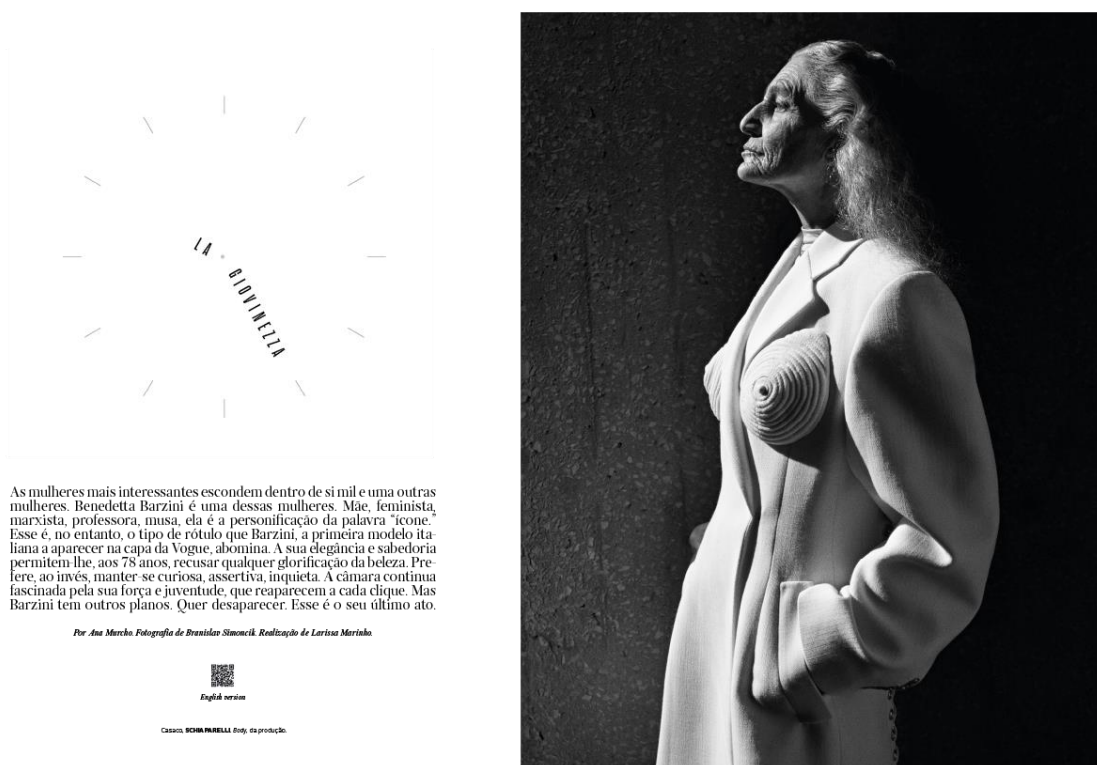 LA
GIOVINEZZA
As mulheres mais interessantes escondem dentro de si mil e uma outras
mulheres. Benedetta Barzini é uma dessas mulheres. Mãe, feminista,
marxista, professora, musa, ela é a personificação da palavra “ícone.”
Esse é, no entanto, o tipo de rótulo que Barzini, a primeira modelo ita-
liana a aparecer na capa da Vogue, abomina. A sua elegância e sabedoria
permitem-lhe, aos 78 anos, recusar qualquer glorificação da beleza. Pre-
fere, ao invés, manter-se curiosa, assertiva, inquieta. A câmara continua
fascinada pela sua força e juventude, que reaparecem a cada clique. Mas
Barzini tem outros planos. Quer desaparecer. Esse é o seu último ato.
Por Ana Murcho. Fotografia de Branislav Simoncik. Realização de Larissa Marinho.
English version
Casaco, SCHIAPARELLI. Body, da produção.